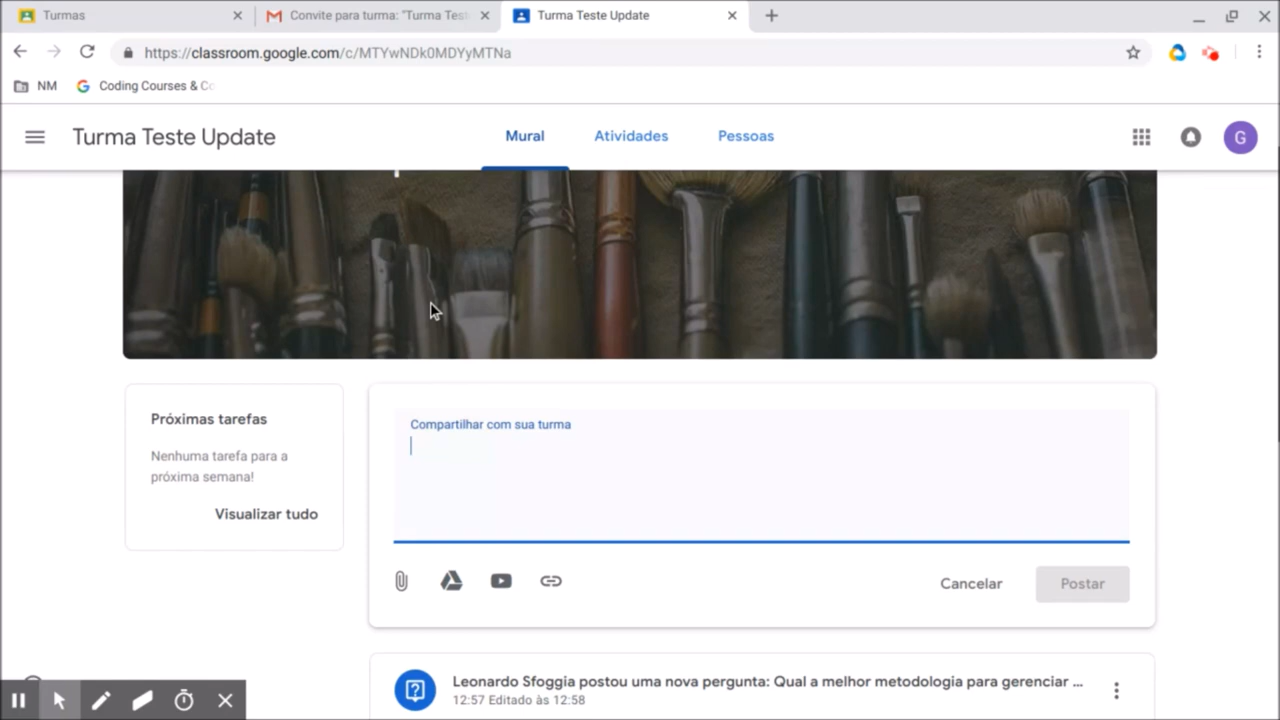 Turmas
Convite para turma: "Turma Tes
Turma Teste Update
https://classroom.google.com/c/MTYwNDk0MDYyMTNa
NM
Coding Courses & Co
Turma Teste Update
Mural
Atividades
Pessoas
G
Próximas tarefas
Nenhuma tarefa para a
próxima semana!
Visualizar tudo
Compartilhar com sua turma
Cancelar
Postar
Leonardo Sfoggia postou uma nova pergunta: Qual a melhor metodologia para gerenciar ...
12:57 Editado às 12:58